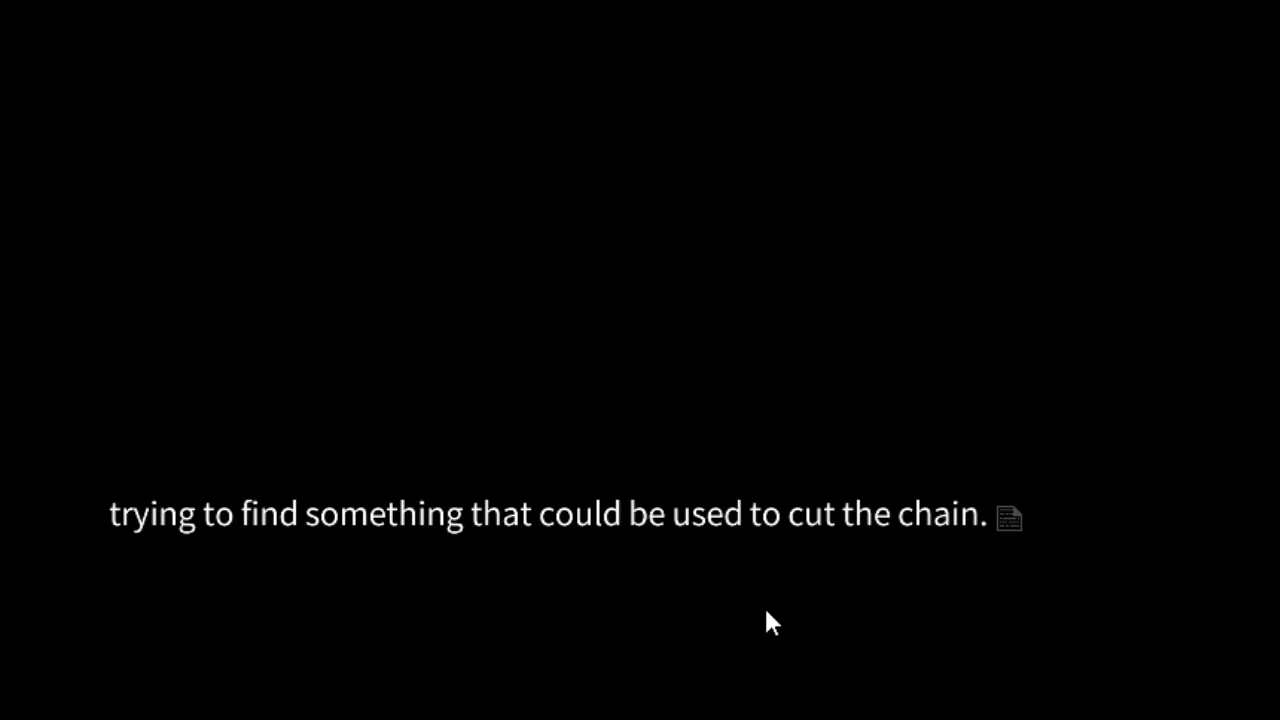 trying to find something that could be used to cut the chain.